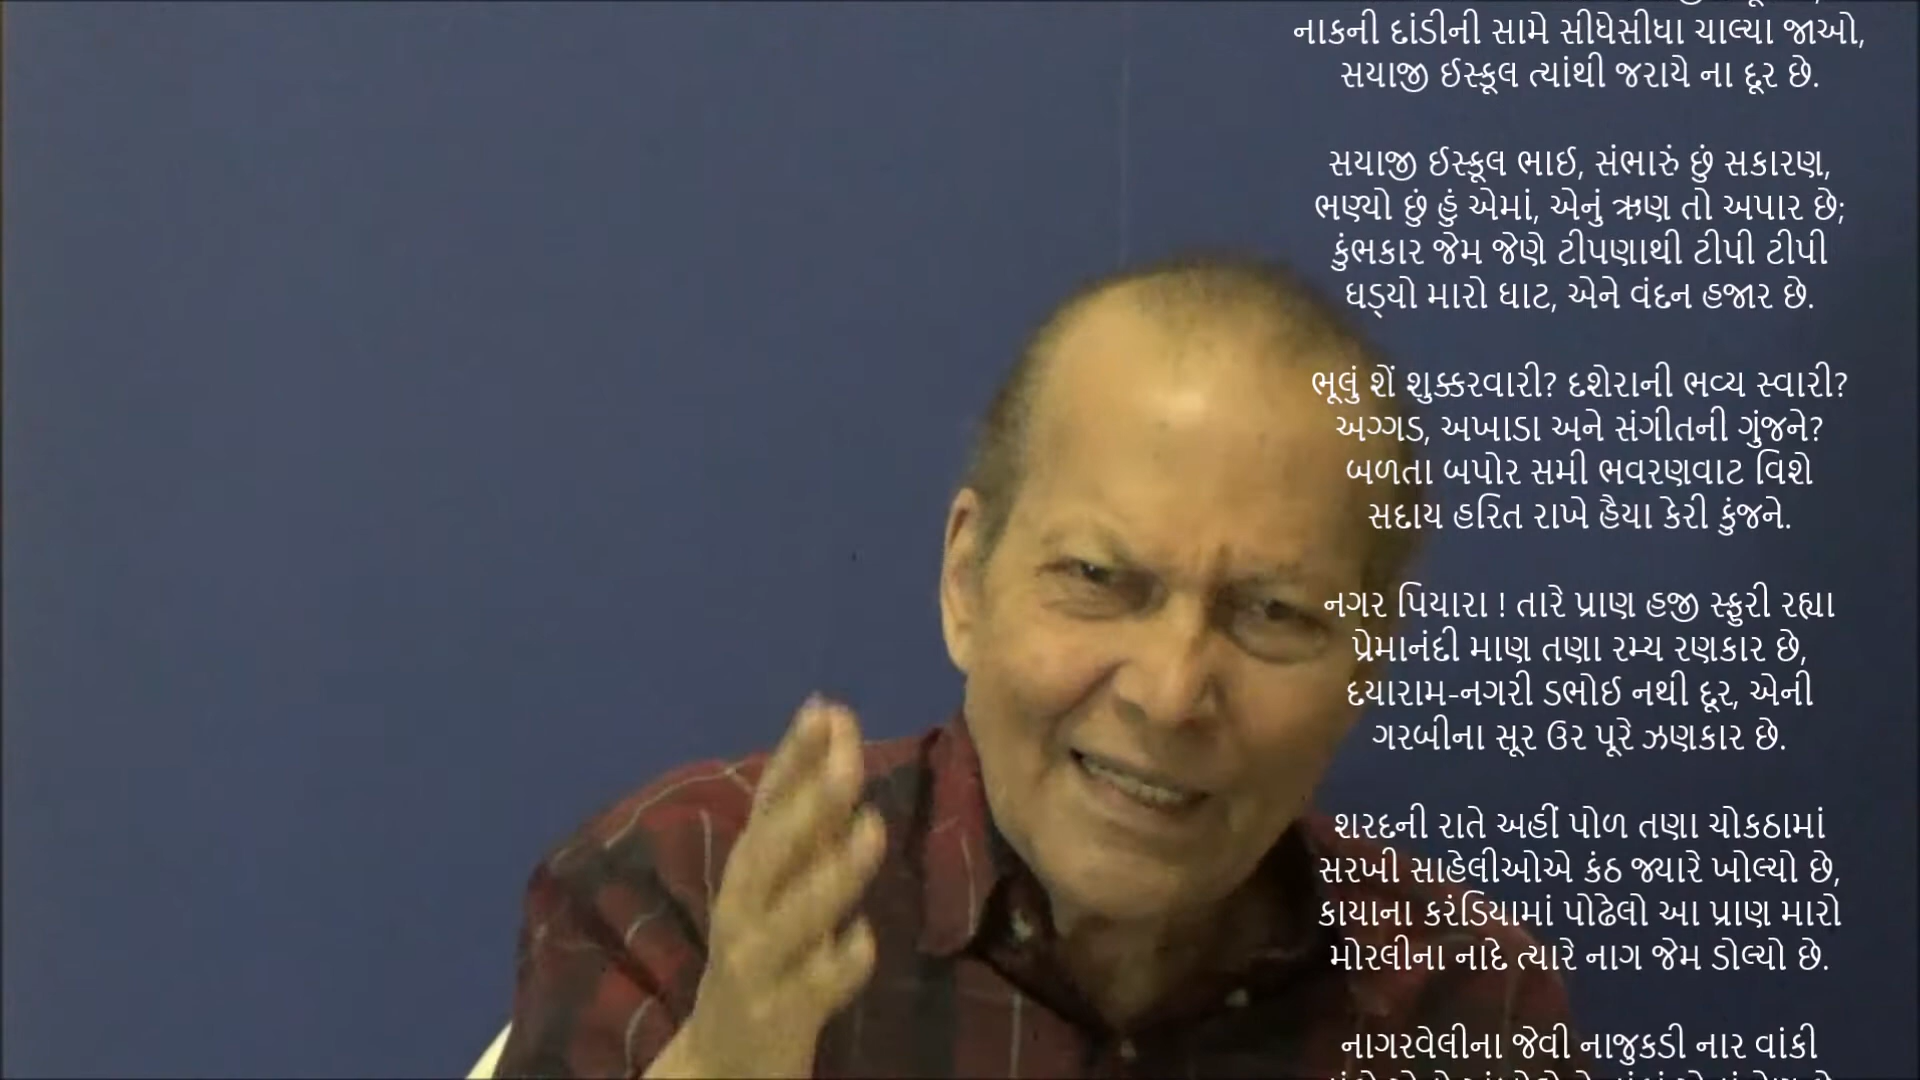 નાકની દાંડીની સામે સીધેસીધા ચાલ્યા જાઓ,
સયાજી ઈસ્કૂલ ત્યાંથી જરાયે ના દૂર છે.
સયાજી ઈસ્કૂલ ભાઈ, સંભારું છું સકારણ,
ભણ્યો છું હું એમાં, એનું ઋણ તો અપાર છે;
કુંભકાર જેમ જેણે ટીપણાથી ટીપી ટીપી
ઘડ્યો મારો ઘાટ, એને વંદન હજાર છે.
ભૂલું શેં શુક્કરવારી? દશેરાની ભવ્ય સ્વારી?
અગ્ગડ, અખાડા અને સંગીતની ગુંજને?
બળતા બપોર સમી ભવરણવાટ વિશે
સદાય હરિત રાખે હૈયા કેરી કુંજને.
નગર પિયારા ! તારે પ્રાણ હજી સ્ફુરી રહ્યા
પ્રેમાનંદી માણ તણા રમ્ય રણકાર છે,
દયારામ-નગરી ડભોઈ નથી દૂર, એની
ગરબીના સૂર ઉર પૂરે ઝણકાર છે.
શરદની રાતે અહીં પોળ તણા ચોકઠામાં
સરખી સાહેલીઓએ કંઠ જ્યારે ખોલ્યો છે,
કાયાના કરંડિયામાં પોઢેલો આ પ્રાણ મારો
મોરલીના નાદે ત્યારે નાગ જેમ ડોલ્યો છે.
નાગરવેલીના જેવી નાજુકડી નાર વાંકી